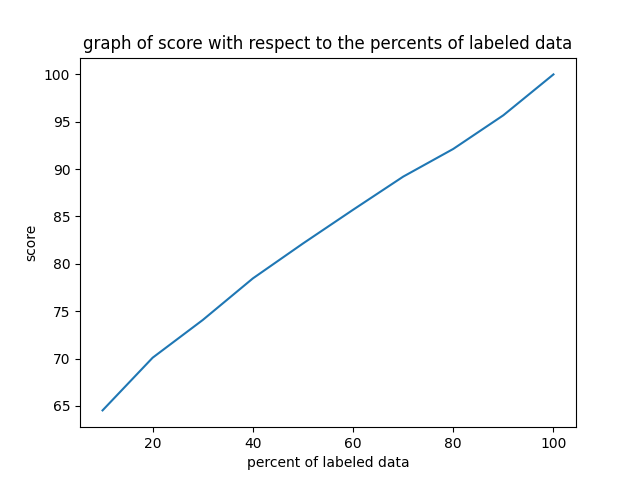 graph of score with respect to the percents of labeled data
100
95
90
85
80
75
70
65
score
20 40 60 80 100
percent of labeled data